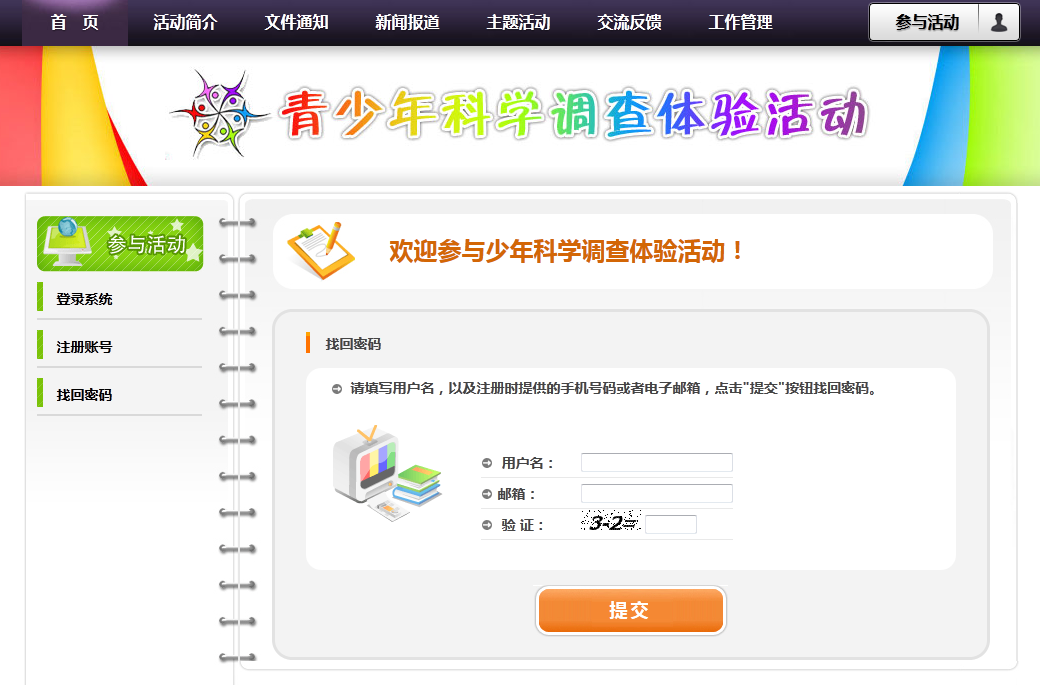 首 页 活动简介 文件通知 新闻报道 主题活动 交流反馈 工作管理 参与活动
青少年科学调查体验活动
参与活动
登录系统
注册账号
找回密码
欢迎参与少年科学调查体验活动！
找回密码
请填写用户名，以及注册时提供的手机号码或者电子邮箱，点击"提交"按钮找回密码。
用户名：
邮箱：
验 证： 3-2=
提交